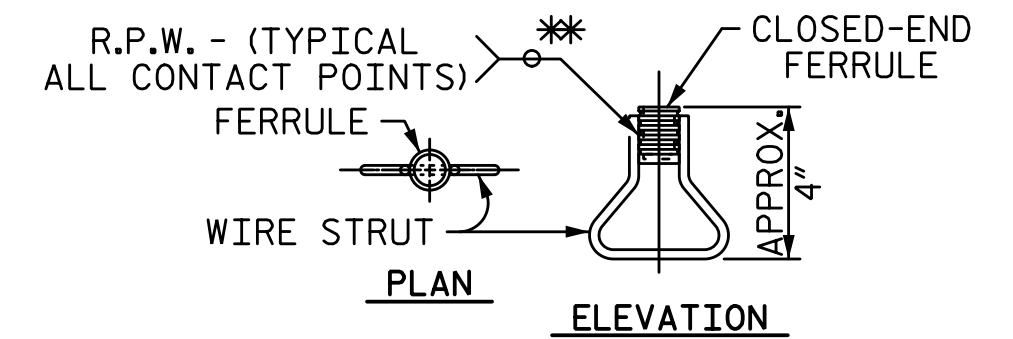 R.P.W. - (TYPICAL
ALL CONTACT POINTS)
**
CLOSED-END
FERRULE
FERRULE
WIRE STRUT
APPROX.
4"
PLAN
ELEVATION